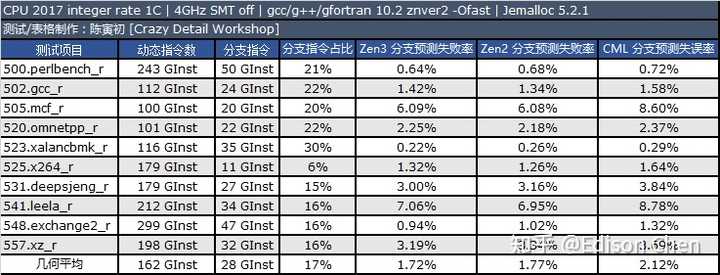 CPU 2017 integer rate 1C | 4GHz SMT off | gcc/g++/gfortran 10.2 znver2 -Ofast | Jemalloc 5.2.1
测试/表格制作：陈寅初 [Crazy Detail Workshop]
测试项目 动态指令数 分支指令 分支指令占比 Zen3 分支预测失败率 Zen2 分支预测失败率 CML 分支预测失误率
500.perlbench_r 243 GInst 50 GInst 21% 0.64% 0.68% 0.72%
502.gcc_r 112 GInst 24 GInst 22% 1.42% 1.34% 1.58%
505.mcf_r 100 GInst 20 GInst 20% 6.09% 6.08% 8.60%
520.omnetpp_r 101 GInst 22 GInst 22% 2.25% 2.18% 2.37%
523.xalancbmk_r 116 GInst 35 GInst 30% 0.22% 0.26% 0.29%
525.x264_r 179 GInst 11 GInst 6% 1.32% 1.26% 1.64%
531.deepsjeng_r 179 GInst 27 GInst 15% 3.00% 3.16% 3.84%
541.leela_r 212 GInst 34 GInst 16% 7.06% 6.95% 8.78%
548.exchange2_r 299 GInst 47 GInst 16% 0.94% 1.02% 1.32%
557.xz_r 198 GInst 32 GInst 16% 3.19%
几何平均 162 GInst 28 GInst 17% 1.72% 1.77% 2.12%
知乎 @Edison Chen